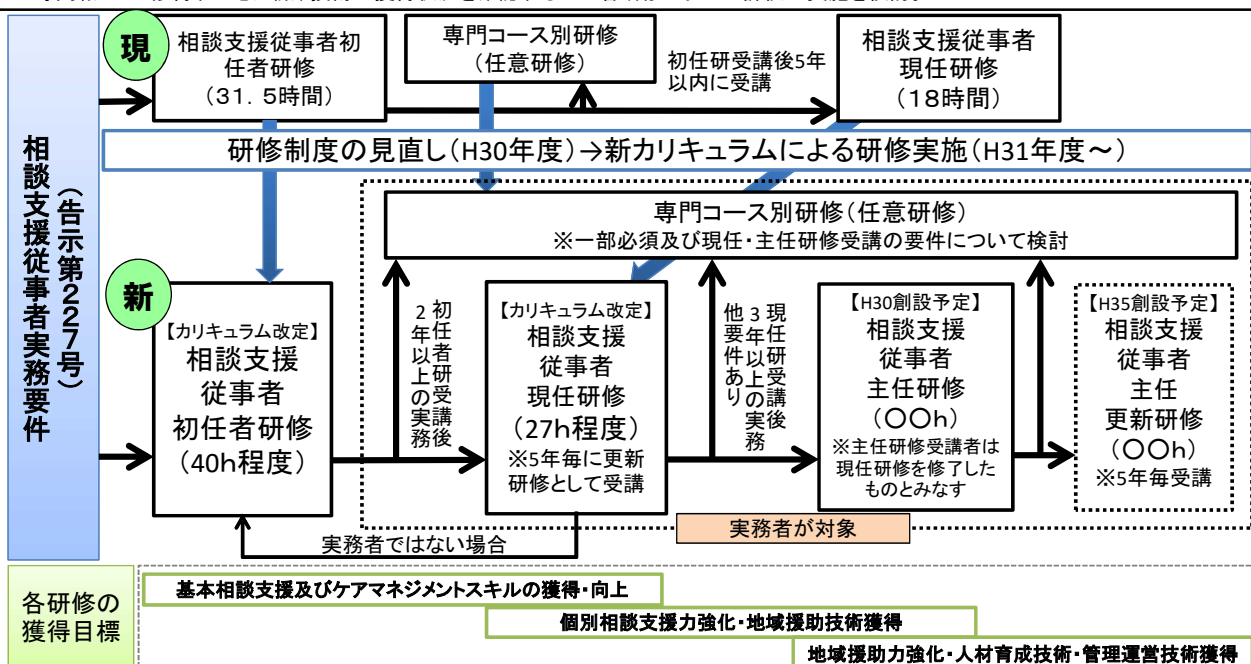 現
相談支援従事者初
任者研修
(31.5時間)
専門コース別研修
(任意研修)
初任研受講後5年
以内に受講
相談支援従事者
現任研修
(18時間)
相談支援従事者実務要件
(告示第227号)
研修制度の見直し(H30年度)→新カリキュラムによる研修実施(H31年度~)
専門コース別研修(任意研修)
※一部必須及び現任・主任研修受講の要件について検討
新
【カリキュラム改定】
相談支援
従事者
初任者研修
(40h程度)
初任者研受講後
2年以上の実務
【カリキュラム改定】
相談支援
従事者
現任研修
(27h程度)
※5年毎に更新
研修として受講
現任研受講後
3年以上の実務
他要件あり
【H30創設予定】
相談支援
従事者
主任研修
(〇〇h)
※主任研修受講者は
現任研修を修了した
ものとみなす
【H35創設予定】
相談支援
従事者
主任
更新研修
(〇〇h)
※5年毎受講
実務者が対象
実務者ではない場合
各研修の
獲得目標
基本相談支援及びケアマネジメントスキルの獲得・向上
個別相談支援力強化・地域援助技術獲得
地域援助力強化・人材育成技術・管理運営技術獲得